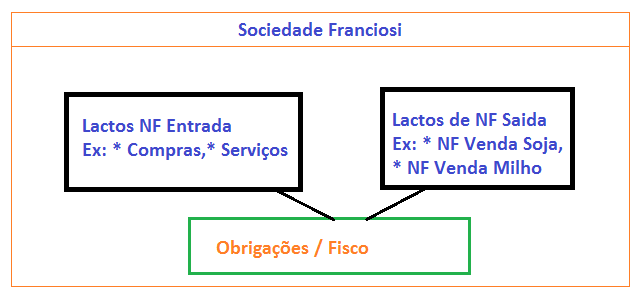 Sociedade Franciosi
Lactos NF Entrada
Ex: * Compras,* Serviços
Lactos de NF Saida
Ex: * NF Venda Soja,
* NF Venda Milho
Obrigações / Fisco